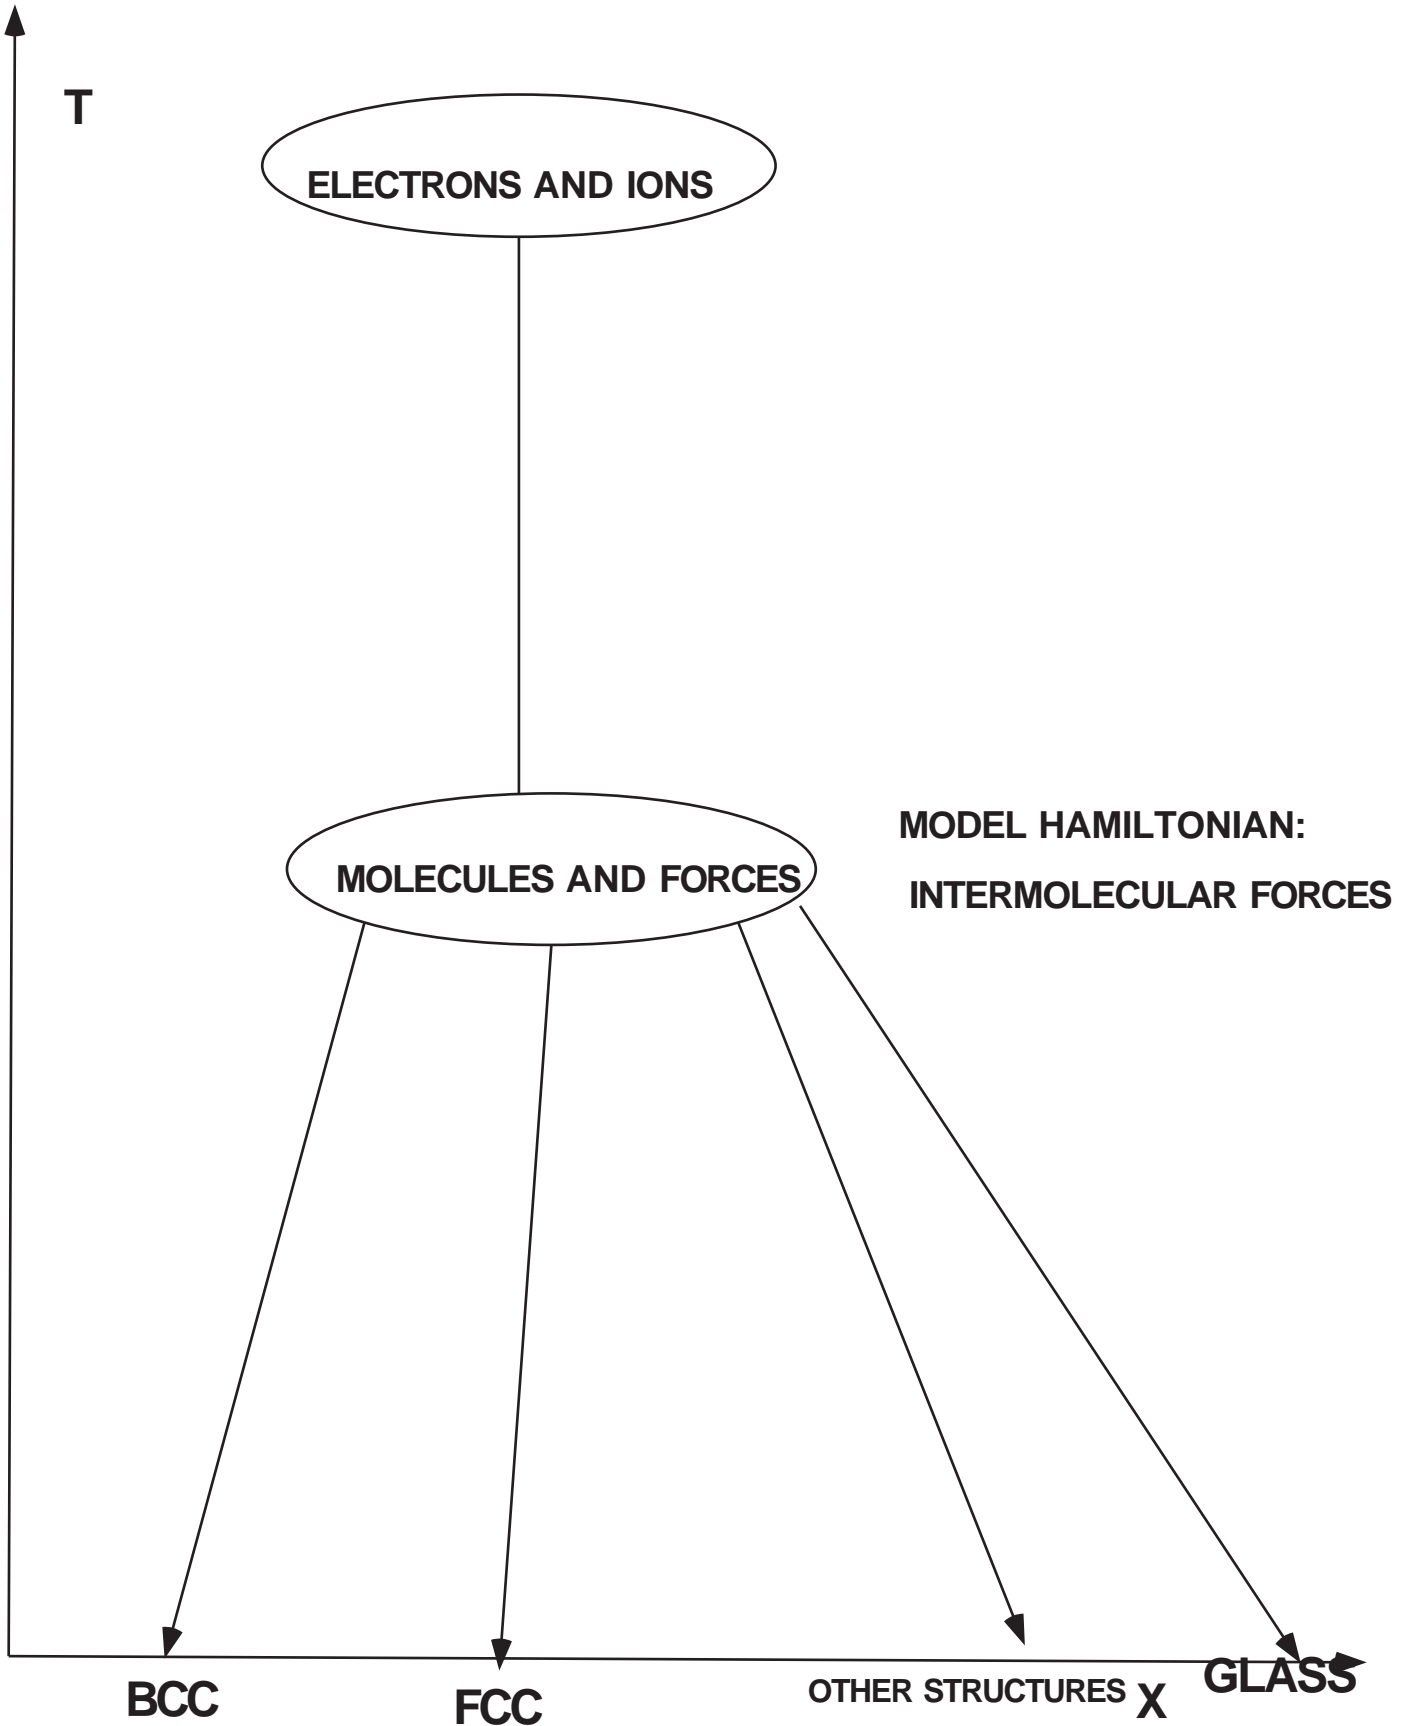 T
ELECTRONS AND IONS
MODEL HAMILTONIAN:
MOLECULES AND FORCES
INTERMOLECULAR FORCES
BCC
FCC
OTHER STRUCTURES
X
GLASS